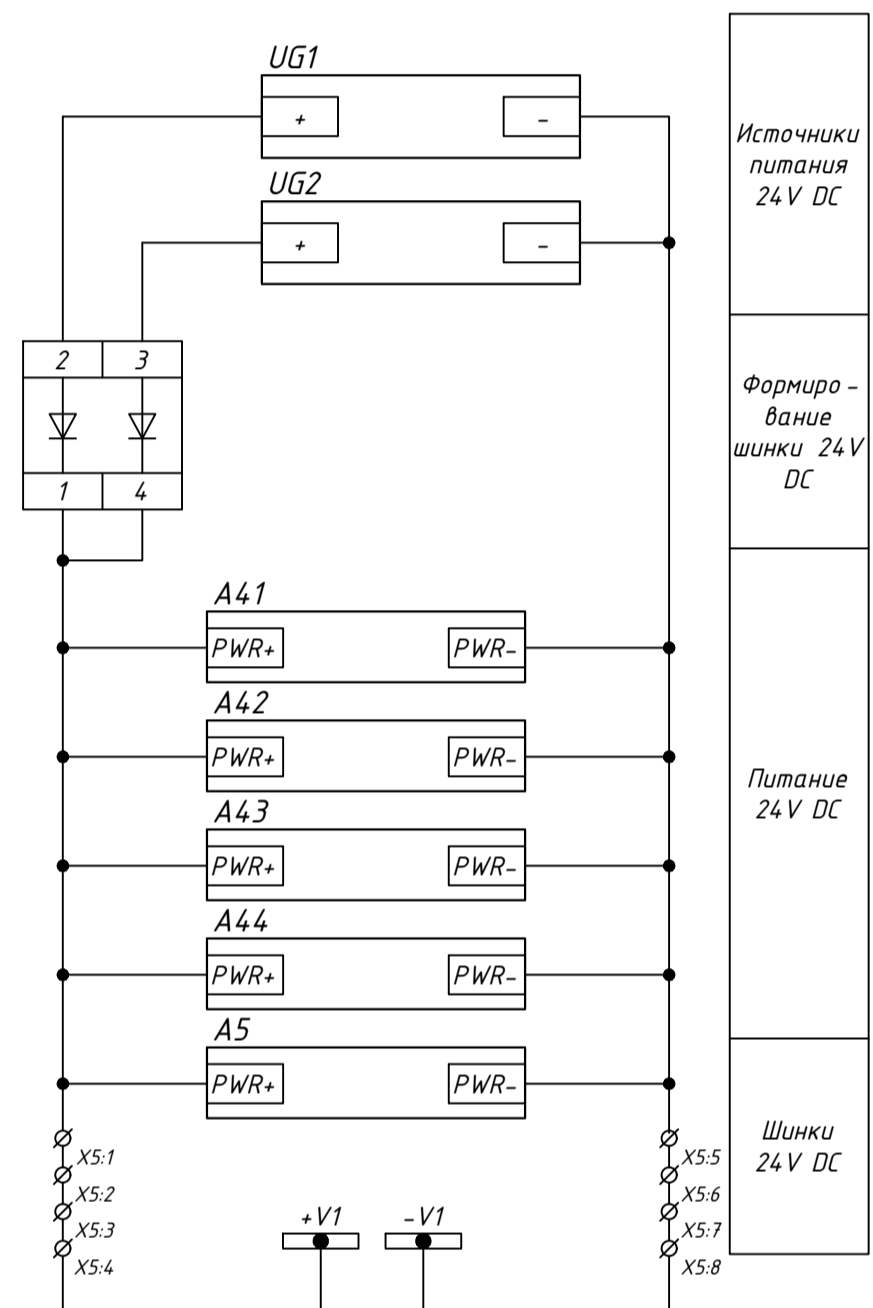 UG1
+ -
UG2
+ -
Источники
питания
24V DC
2 3
1 4
Формиро-
вание
шинки 24V
DC
A41
PWR+ PWR-
A42
PWR+ PWR-
A43
PWR+ PWR-
A44
PWR+ PWR-
Питание
24V DC
A5
PWR+ PWR-
X5:1
X5:2
X5:3
X5:4
+V1 -V1
X5:5
X5:6
X5:7
X5:8
Шинки
24V DC